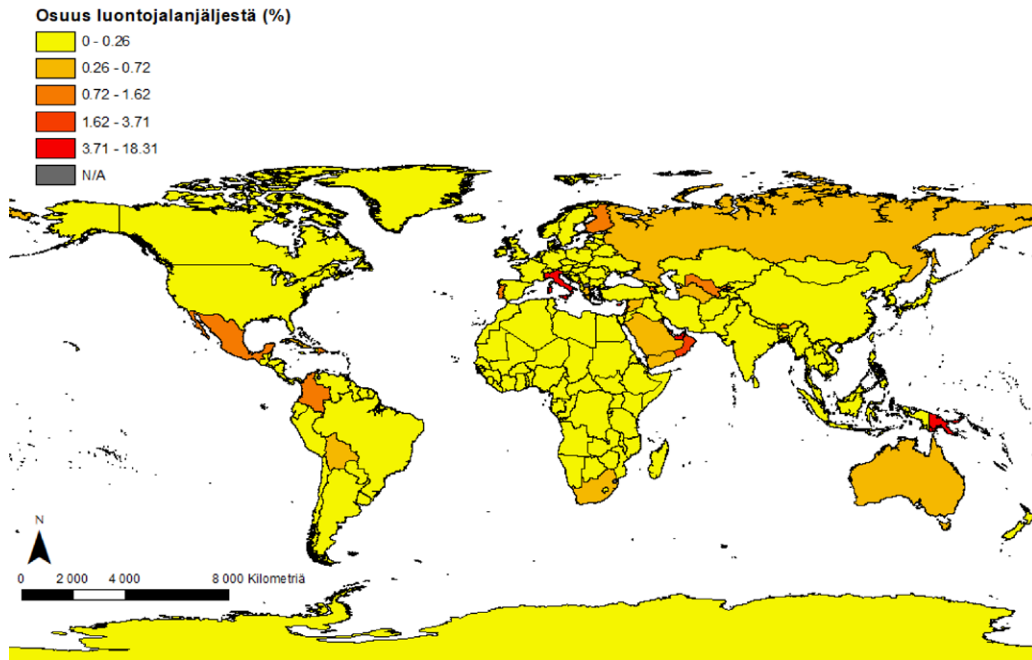 Osuus luontojalanjäljestä (%)
0 - 0.26
0.26 - 0.72
0.72 - 1.62
1.62 - 3.71
3.71 - 18.31
N/A
N
0 2 000 4 000 8 000 Kilometriä